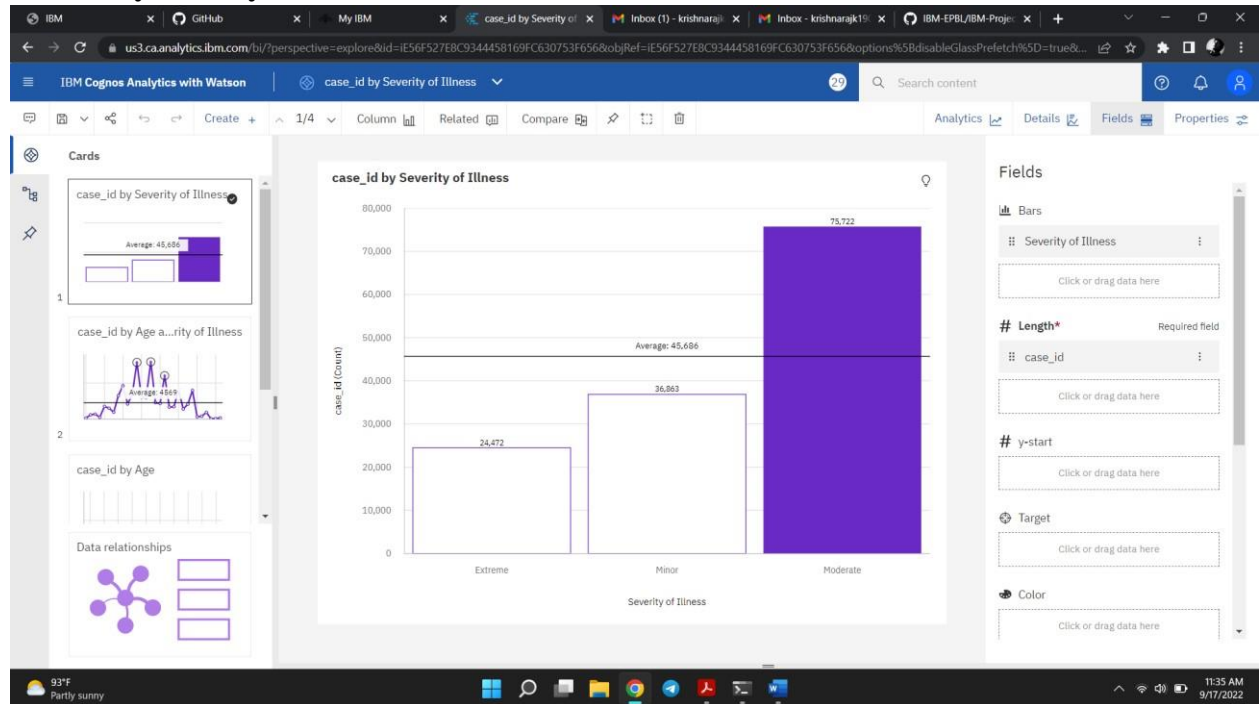 IBM
GitHub
My IBM
case_id by Severity of
Inbox (1) - krishnarajk
Inbox - krishnarajk19
IBM-EPBL/IBM-Projec
us3.ca.analytics.ibm.com/bi/?perspective=explore&id=iE56F527E8C9344458169FC630753F656&objRef=iE56F527E8C9344458169FC630753F656&options%5BdisableGlassPrefetch%5D=true&...
IBM Cognos Analytics with Watson
case_id by Severity of Illness
29
Search content
Create +
1/4
Column
Related
Compare
Analytics
Details
Fields
Properties
Cards
case_id by Severity of Illness
Average: 45,686
1
case_id by Age a...rity of Illness
Average: 4569
2
case_id by Age
Data relationships
case_id by Severity of Illness
80,000
70,000
60,000
50,000
40,000
30,000
20,000
10,000
0
case_id (Count)
24,472
36,863
75,722
Average: 45,686
Extreme
Minor
Moderate
Severity of Illness
Fields
Bars
Severity of Illness
Click or drag data here
# Length*
Required field
case_id
Click or drag data here
# y-start
Click or drag data here
Target
Click or drag data here
Color
Click or drag data here
93°F
Partly sunny
11:35 AM
9/17/2022